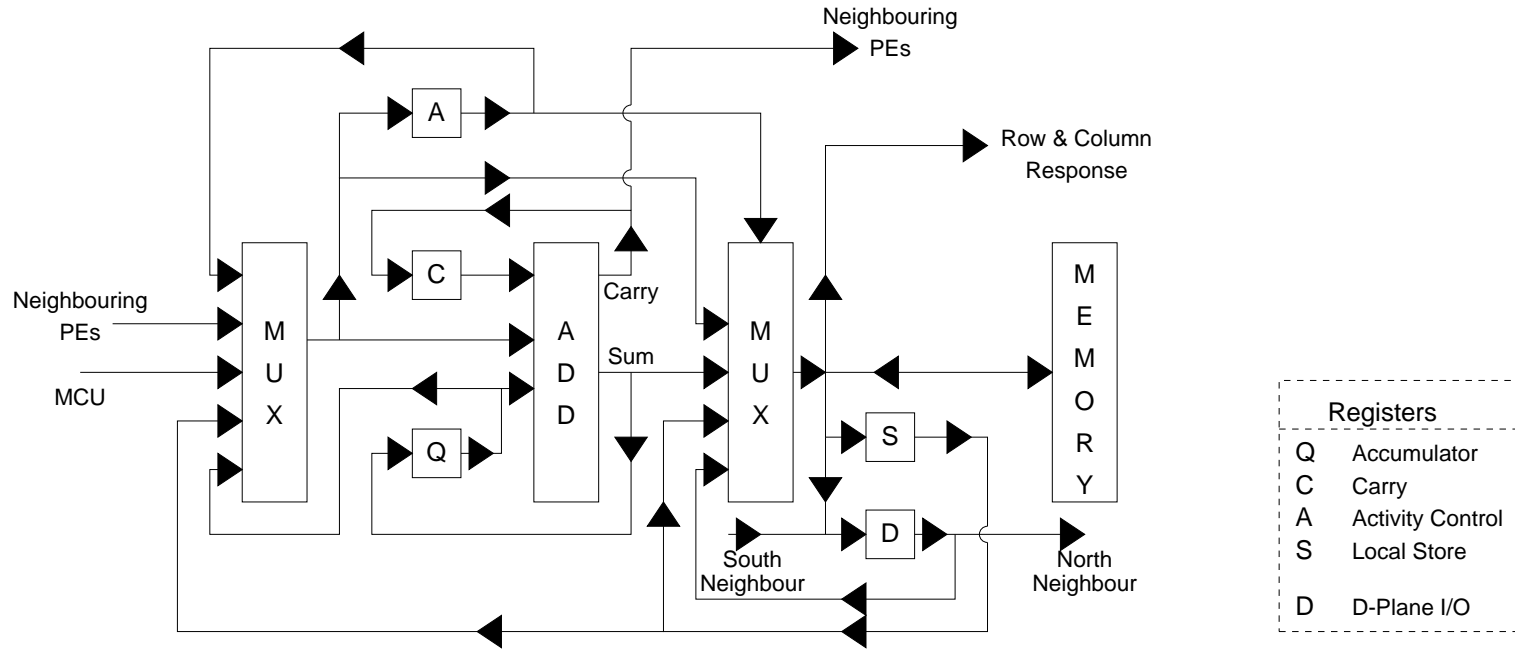 Neighbouring
PEs
A
Row & Column
Response
C
Carry
Neighbouring
PEs
MCU
M
U
X
A
D
D
Sum
Q
M
U
X
M
E
M
O
R
Y
S
D
South
Neighbour
North
Neighbour
Registers
Q Accumulator
C Carry
A Activity Control
S Local Store
D D-Plane I/O